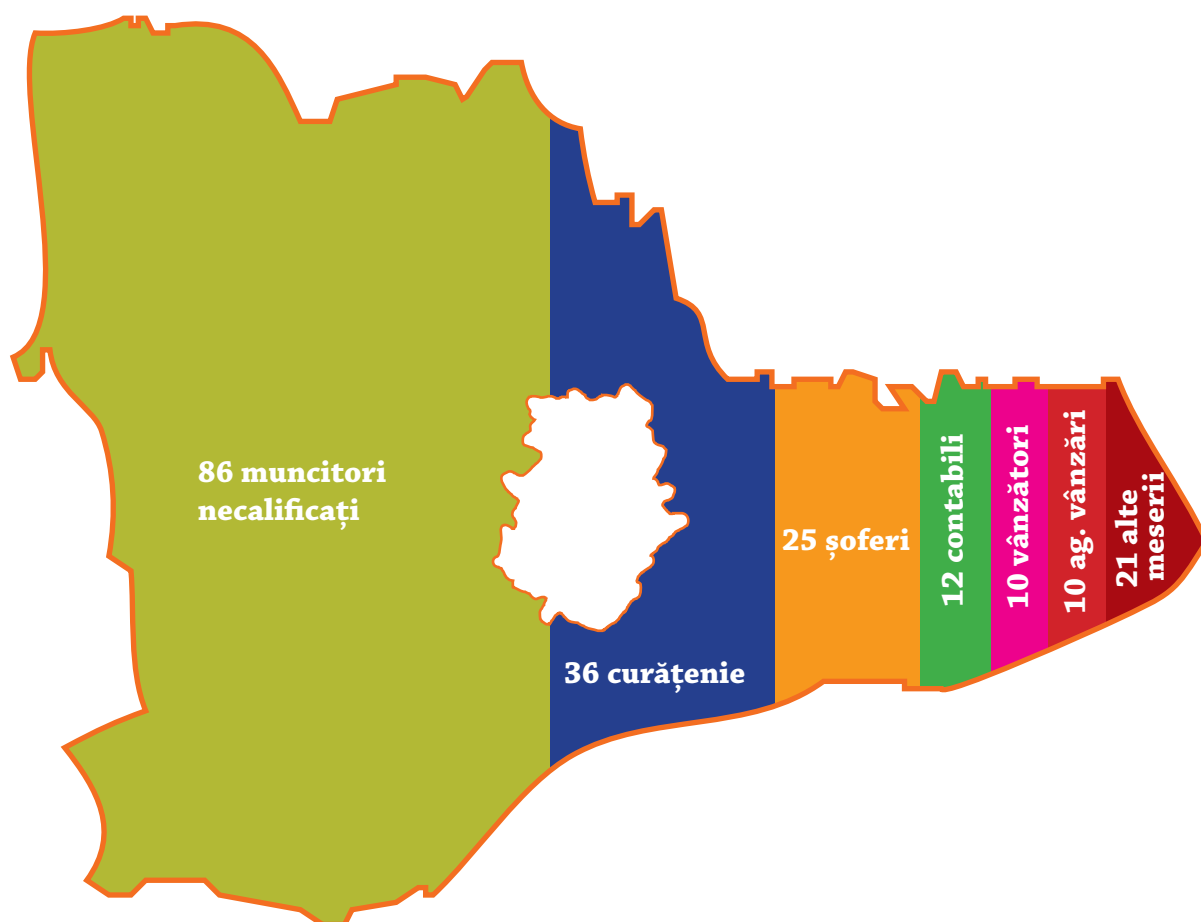 86 muncitori
necalificați
36 curățenie
25 șoferi
12 contabili
10 vânzători
10 ag. vânzări
21 alte
meserii